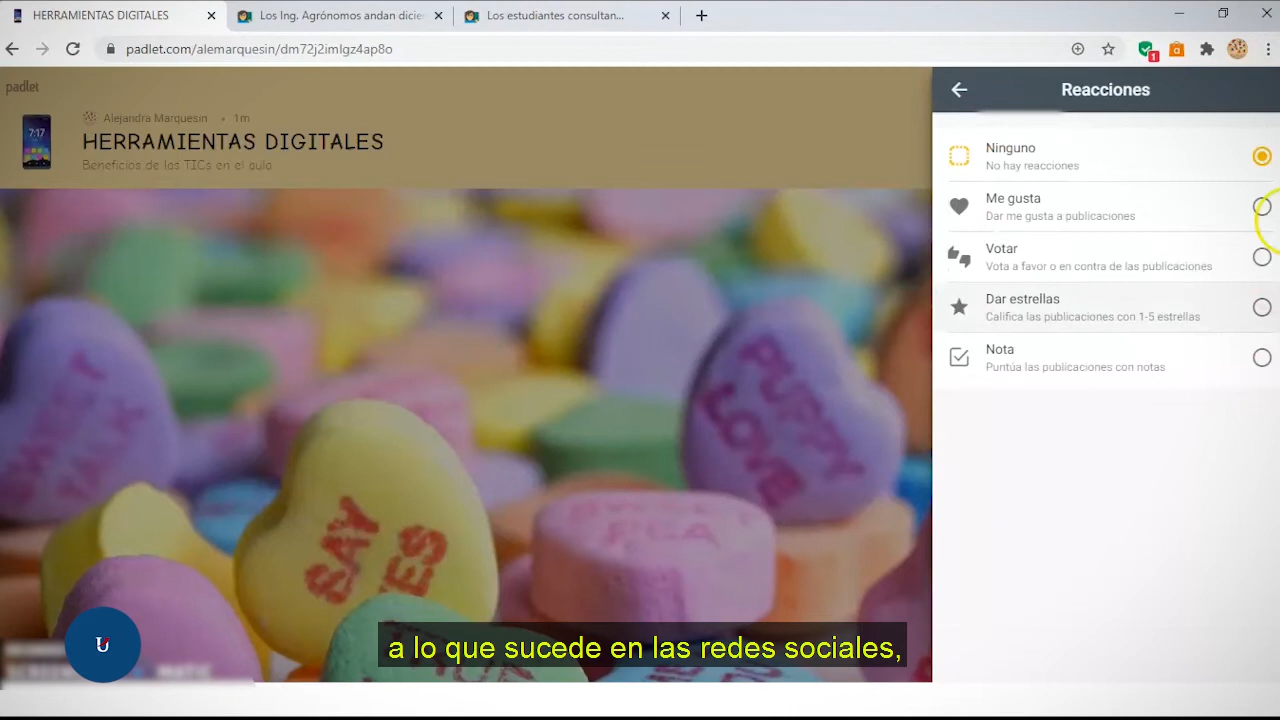 HERRAMIENTAS DIGITALES
Los Ing. Agrónomos andan dicie
Los estudiantes consultan...
padlet.com/alemarquesin/dm72j2imlgz4ap8o
1
padlet
Alejandra Marquesin • 1m
7:17
HERRAMIENTAS DIGITALES
Beneficios de las TICs en el aula
Reacciones
Ninguno
No hay reacciones
Me gusta
Dar me gusta a publicaciones
Votar
Vota a favor o en contra de las publicaciones
Dar estrellas
Califica las publicaciones con 1-5 estrellas
Nota
Puntúa las publicaciones con notas
PUPPY
LOVE
SAY
YES
U
a lo que sucede en las redes sociales,